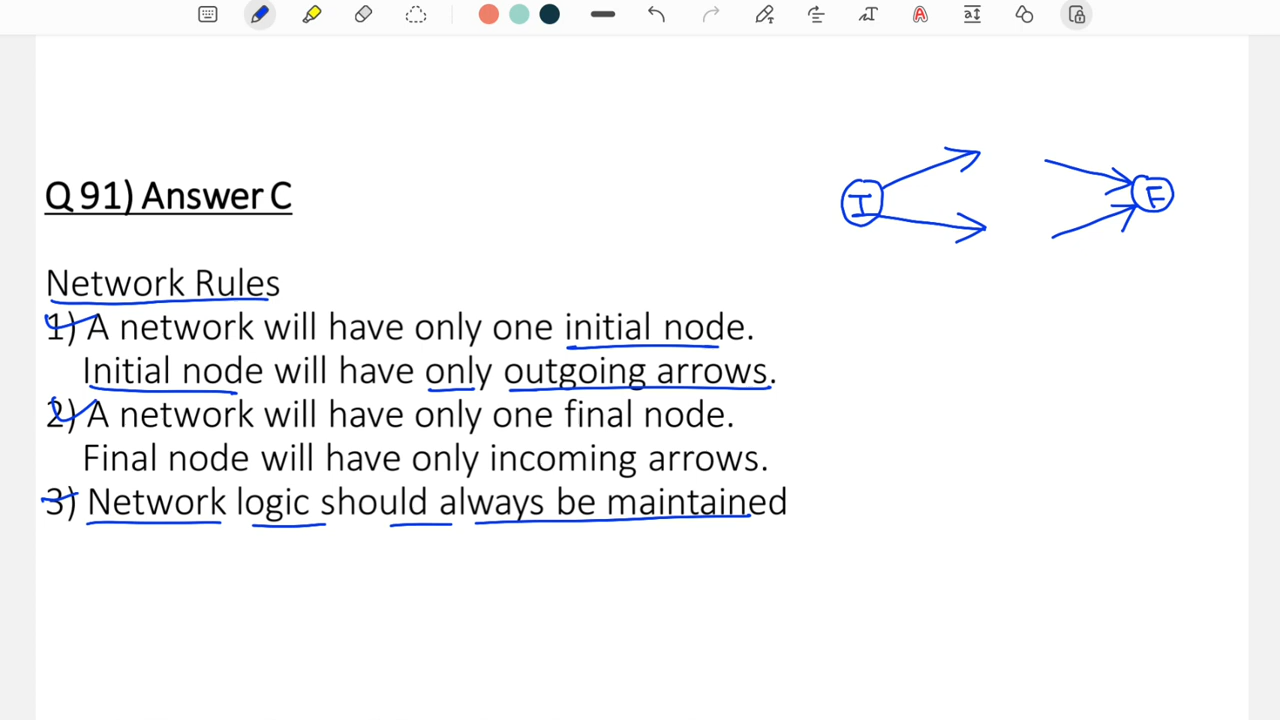 Q 91) Answer C
I
F
Network Rules
1) A network will have only one initial node.
Initial node will have only outgoing arrows.
2) A network will have only one final node.
Final node will have only incoming arrows.
3) Network logic should always be maintained